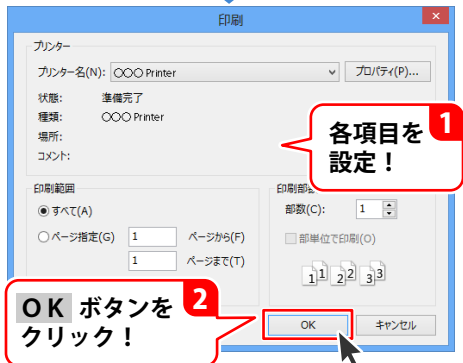 印刷
プリンター
プリンター名(N): 〇〇〇 Printer
プロパティ(P)...
状態: 準備完了
種類: 〇〇〇 Printer
場所:
コメント:
1
各項目を
設定！
印刷範囲
すべて(A)
ページ指定(G) 1 ページから(F)
1 ページまで(T)
印刷部
部数(C): 1
部単位で印刷(O)
1 1 2 2 3 3
2
OK ボタンを
クリック！
OK キャンセル